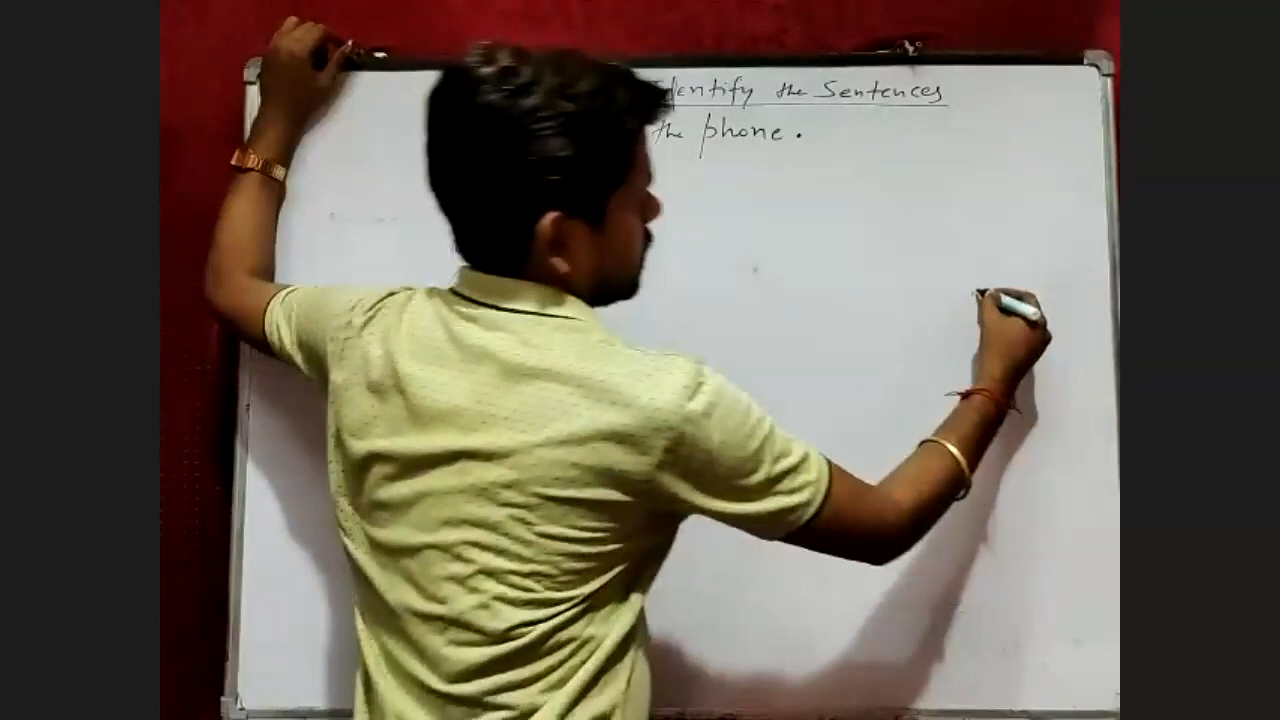 dentify the Sentences
the phone.